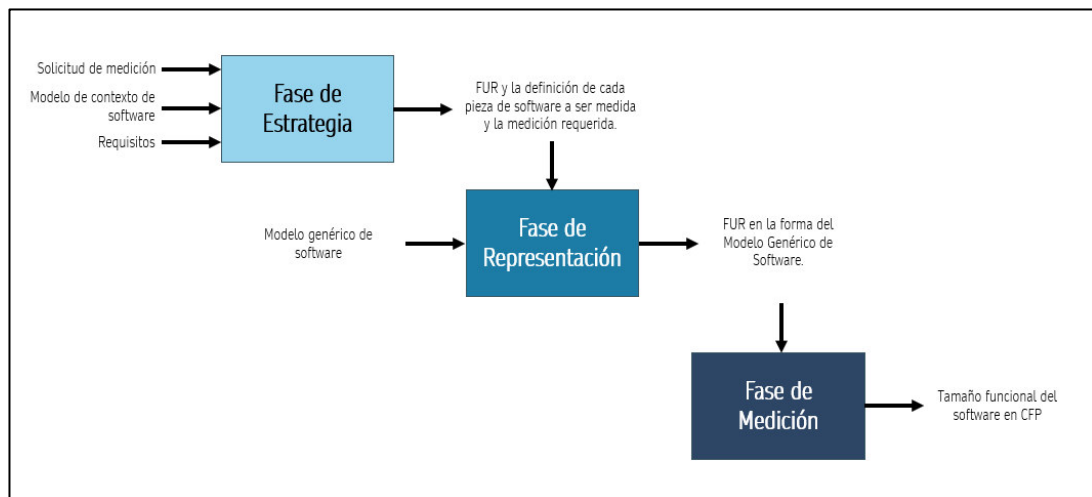 Solicitud de medición
Modelo de contexto de
software
Requisitos
Fase de
Estrategia
FUR y la definición de cada
pieza de software a ser medida
y la medición requerida.
Modelo genérico de
software
Fase de
Representación
FUR en la forma del
Modelo Genérico de
Software.
Fase de
Medición
Tamaño funcional del
software en CFP